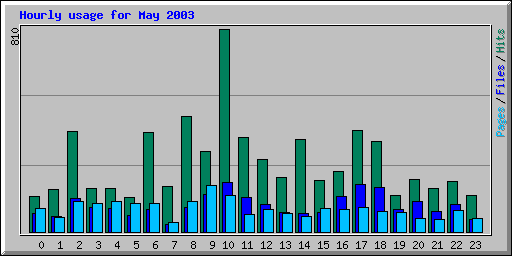 Hourly usage for May 2003
810
Pages / Files / Hits
0 1 2 3 4 5 6 7 8 9 10 11 12 13 14 15 16 17 18 19 20 21 22 23